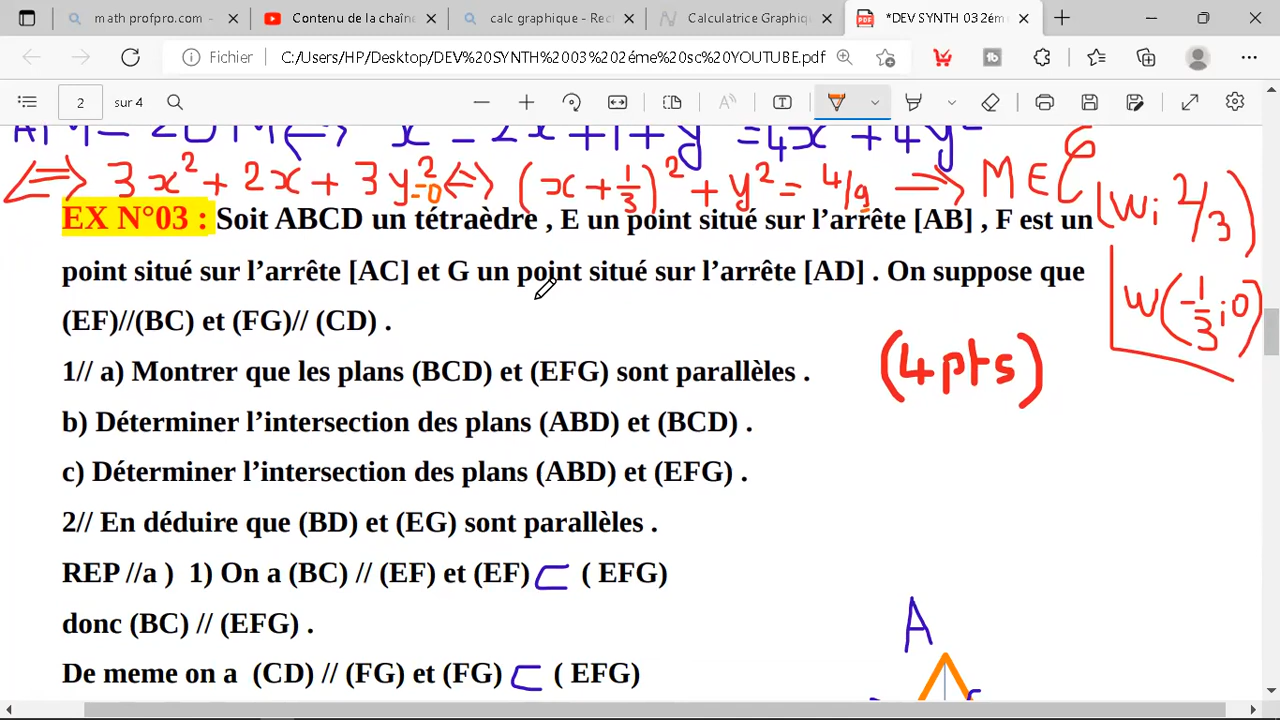 math profpro.com -
Contenu de la chaîne
calc graphique - Rec
Calculatrice Graphiq
*DEV SYNTH 03 2ém
Fichier
C:/Users/HP/Desktop/DEV%20SYNTH%2003%202éme%20sc%20YOUTUBE.pdf
2 sur 4
<=> 3x² + 2x + 3y² = 0 <=> (x + 1/3)² + y² = 4/9 => M ∈ C
(W; 2/3)
EX N°03 : Soit ABCD un tétraèdre , E un point situé sur l’arrête [AB] , F est un
point situé sur l’arrête [AC] et G un point situé sur l’arrête [AD] . On suppose que
W(-1/3; 0)
(EF)//(BC) et (FG)// (CD) .
(4 pts)
1// a) Montrer que les plans (BCD) et (EFG) sont parallèles .
b) Déterminer l’intersection des plans (ABD) et (BCD) .
c) Déterminer l’intersection des plans (ABD) et (EFG) .
2// En déduire que (BD) et (EG) sont parallèles .
REP //a ) 1) On a (BC) // (EF) et (EF) ⊂ ( EFG)
donc (BC) // (EFG) .
A
De meme on a (CD) // (FG) et (FG) ⊂ ( EFG)